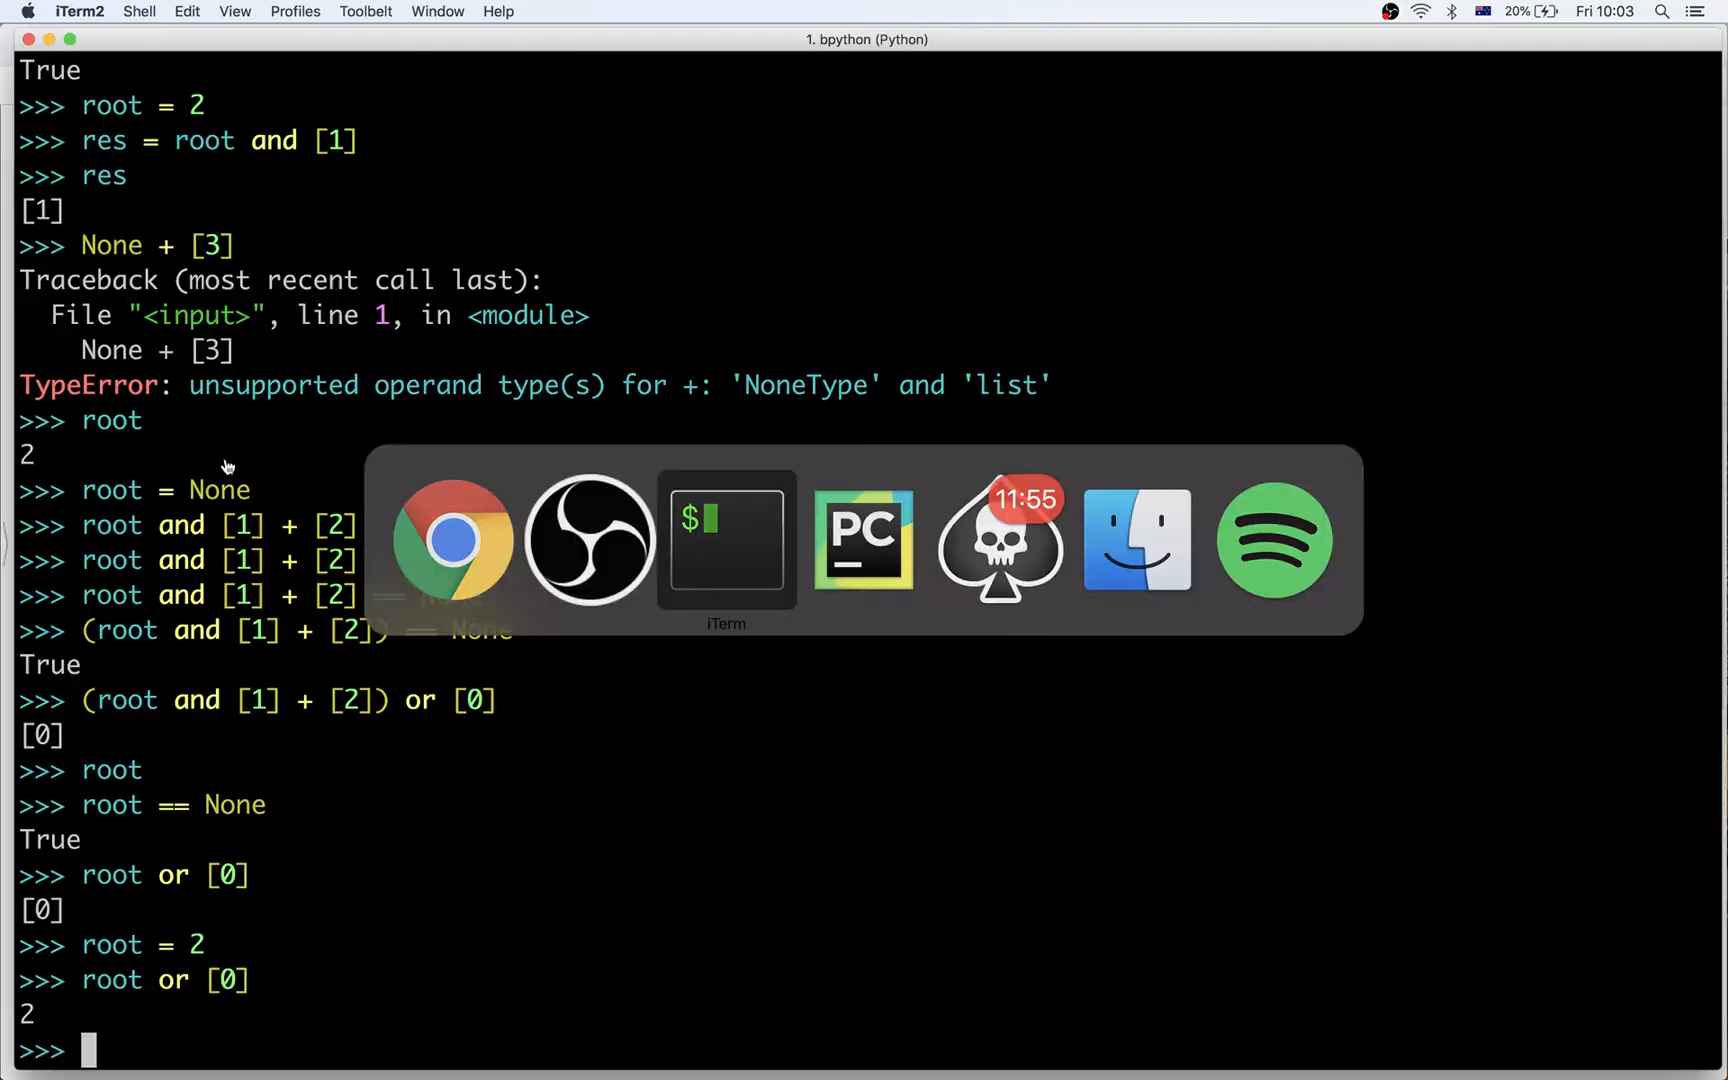 iTerm2 Shell Edit View Profiles Toolbelt Window Help 20% Fri 10:03
1. bpython (Python)
True
>>> root = 2
>>> res = root and [1]
>>> res
[1]
>>> None + [3]
Traceback (most recent call last):
  File "<input>", line 1, in <module>
    None + [3]
TypeError: unsupported operand type(s) for +: 'NoneType' and 'list'
>>> root
2
>>> root = None
>>> root and [1] + [2]
>>> root and [1] + [2]
>>> root and [1] + [2] == None
>>> (root and [1] + [2]) == None
True
>>> (root and [1] + [2]) or [0]
[0]
>>> root
>>> root == None
True
>>> root or [0]
[0]
>>> root = 2
>>> root or [0]
2
>>>
$
PC
11:55
iTerm